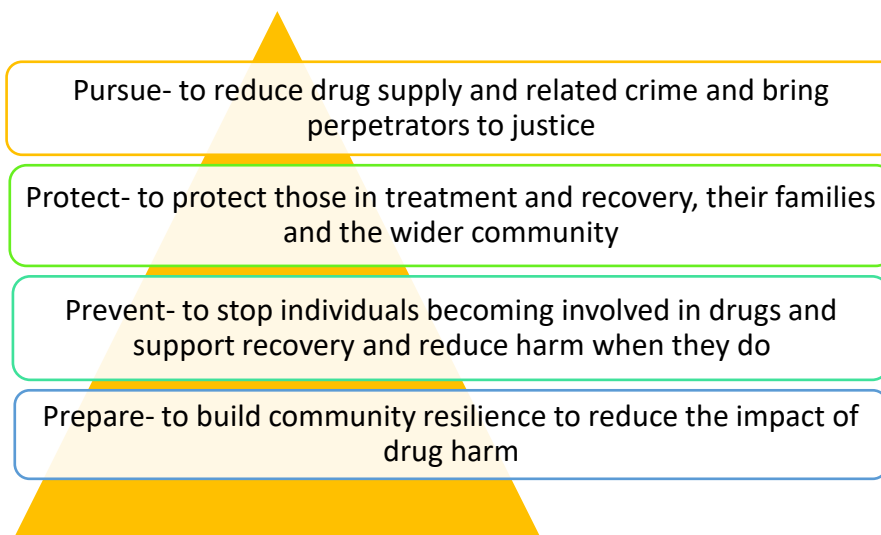 Pursue- to reduce drug supply and related crime and bring
perpetrators to justice
Protect- to protect those in treatment and recovery, their families
and the wider community
Prevent- to stop individuals becoming involved in drugs and
support recovery and reduce harm when they do
Prepare- to build community resilience to reduce the impact of
drug harm